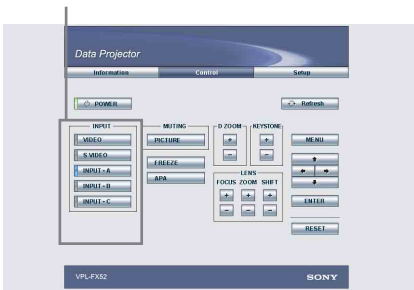 Data Projector
Information Control Setup
POWER Refresh
INPUT MUTING D ZOOM KEYSTONE
VIDEO PICTURE + + MENU
S VIDEO - -
INPUT - A FREEZE
APA LENS
INPUT - B FOCUS ZOOM SHIFT
INPUT - C + + + ENTER
- - -
RESET
VPL-FX52 SONY